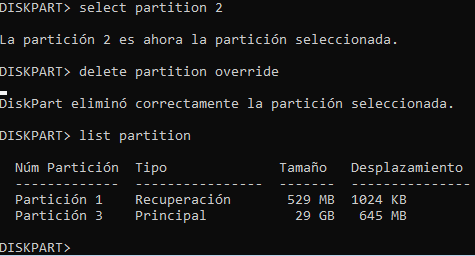 DISKPART> select partition 2
La partición 2 es ahora la partición seleccionada.
DISKPART> delete partition override
DiskPart eliminó correctamente la partición seleccionada.
DISKPART> list partition
Núm Partición  Tipo              Tamaño   Desplazamiento
-------------  ----------------  -------  ---------------
Partición 1    Recuperación       529 MB  1024 KB
Partición 3    Principal           29 GB   645 MB
DISKPART>